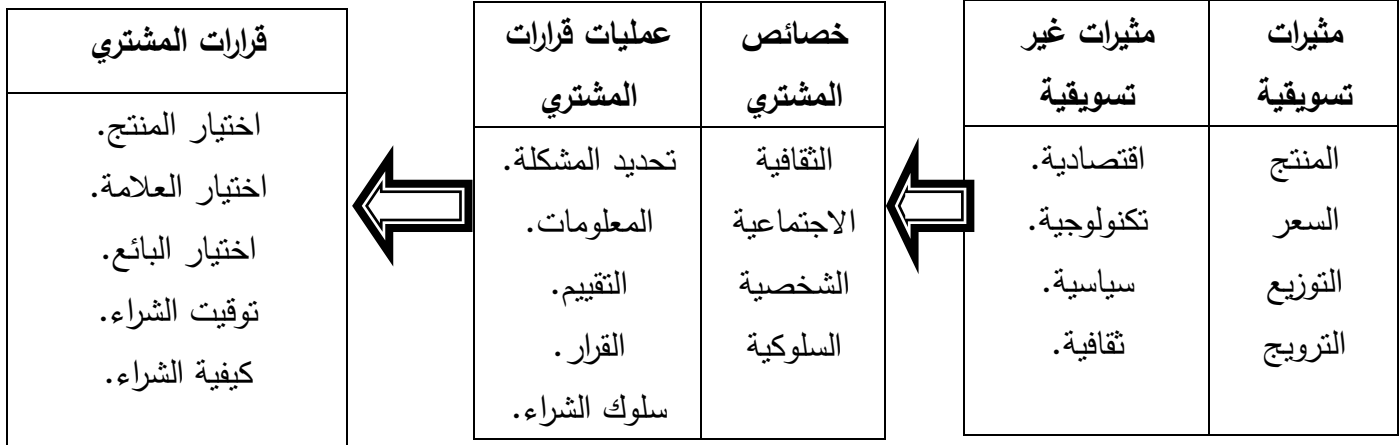 مثيرات
تسويقية
المنتج
السعر
التوزيع
الترويج
مثيرات غير
تسويقية
اقتصادية.
تكنولوجية.
سياسية.
ثقافية.
خصائص
المشتري
الثقافية
الاجتماعية
الشخصية
السلوكية
عمليات قرارات
المشتري
تحديد المشكلة.
المعلومات.
التقييم.
القرار.
سلوك الشراء.
قرارات المشتري
اختيار المنتج.
اختيار العلامة.
اختيار البائع.
توقيت الشراء.
كيفية الشراء.